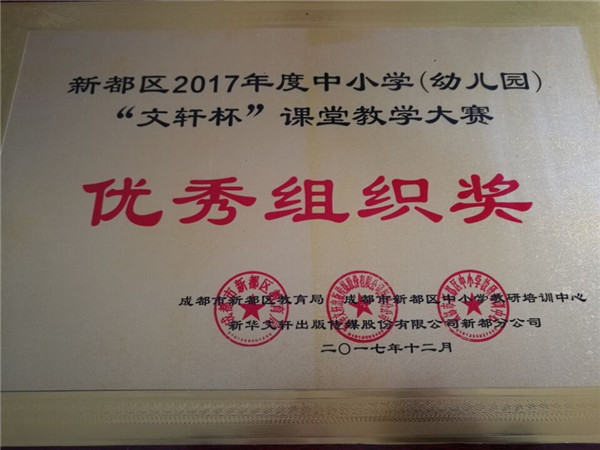 新都区2017年度中小学(幼儿园)
“文轩杯”课堂教学大赛
优秀组织奖
成都市新都区教育局 成都市新都区中小学教研培训中心
新华文轩出版传媒股份有限公司新都分公司
二〇一七年十二月